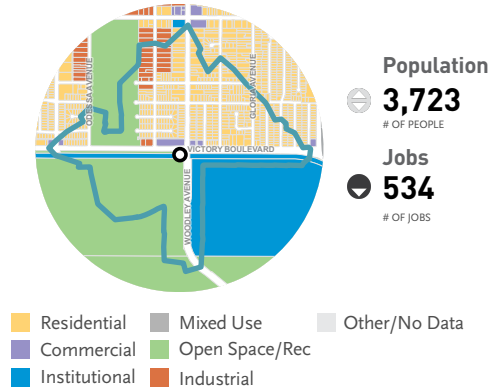 ODESSA AVENUE
GLORIA AVENUE
VICTORY BOULEVARD
WOODLEY AVENUE
Population
3,723
# OF PEOPLE
Jobs
534
# OF JOBS
Residential
Mixed Use
Other/No Data
Commercial
Open Space/Rec
Institutional
Industrial